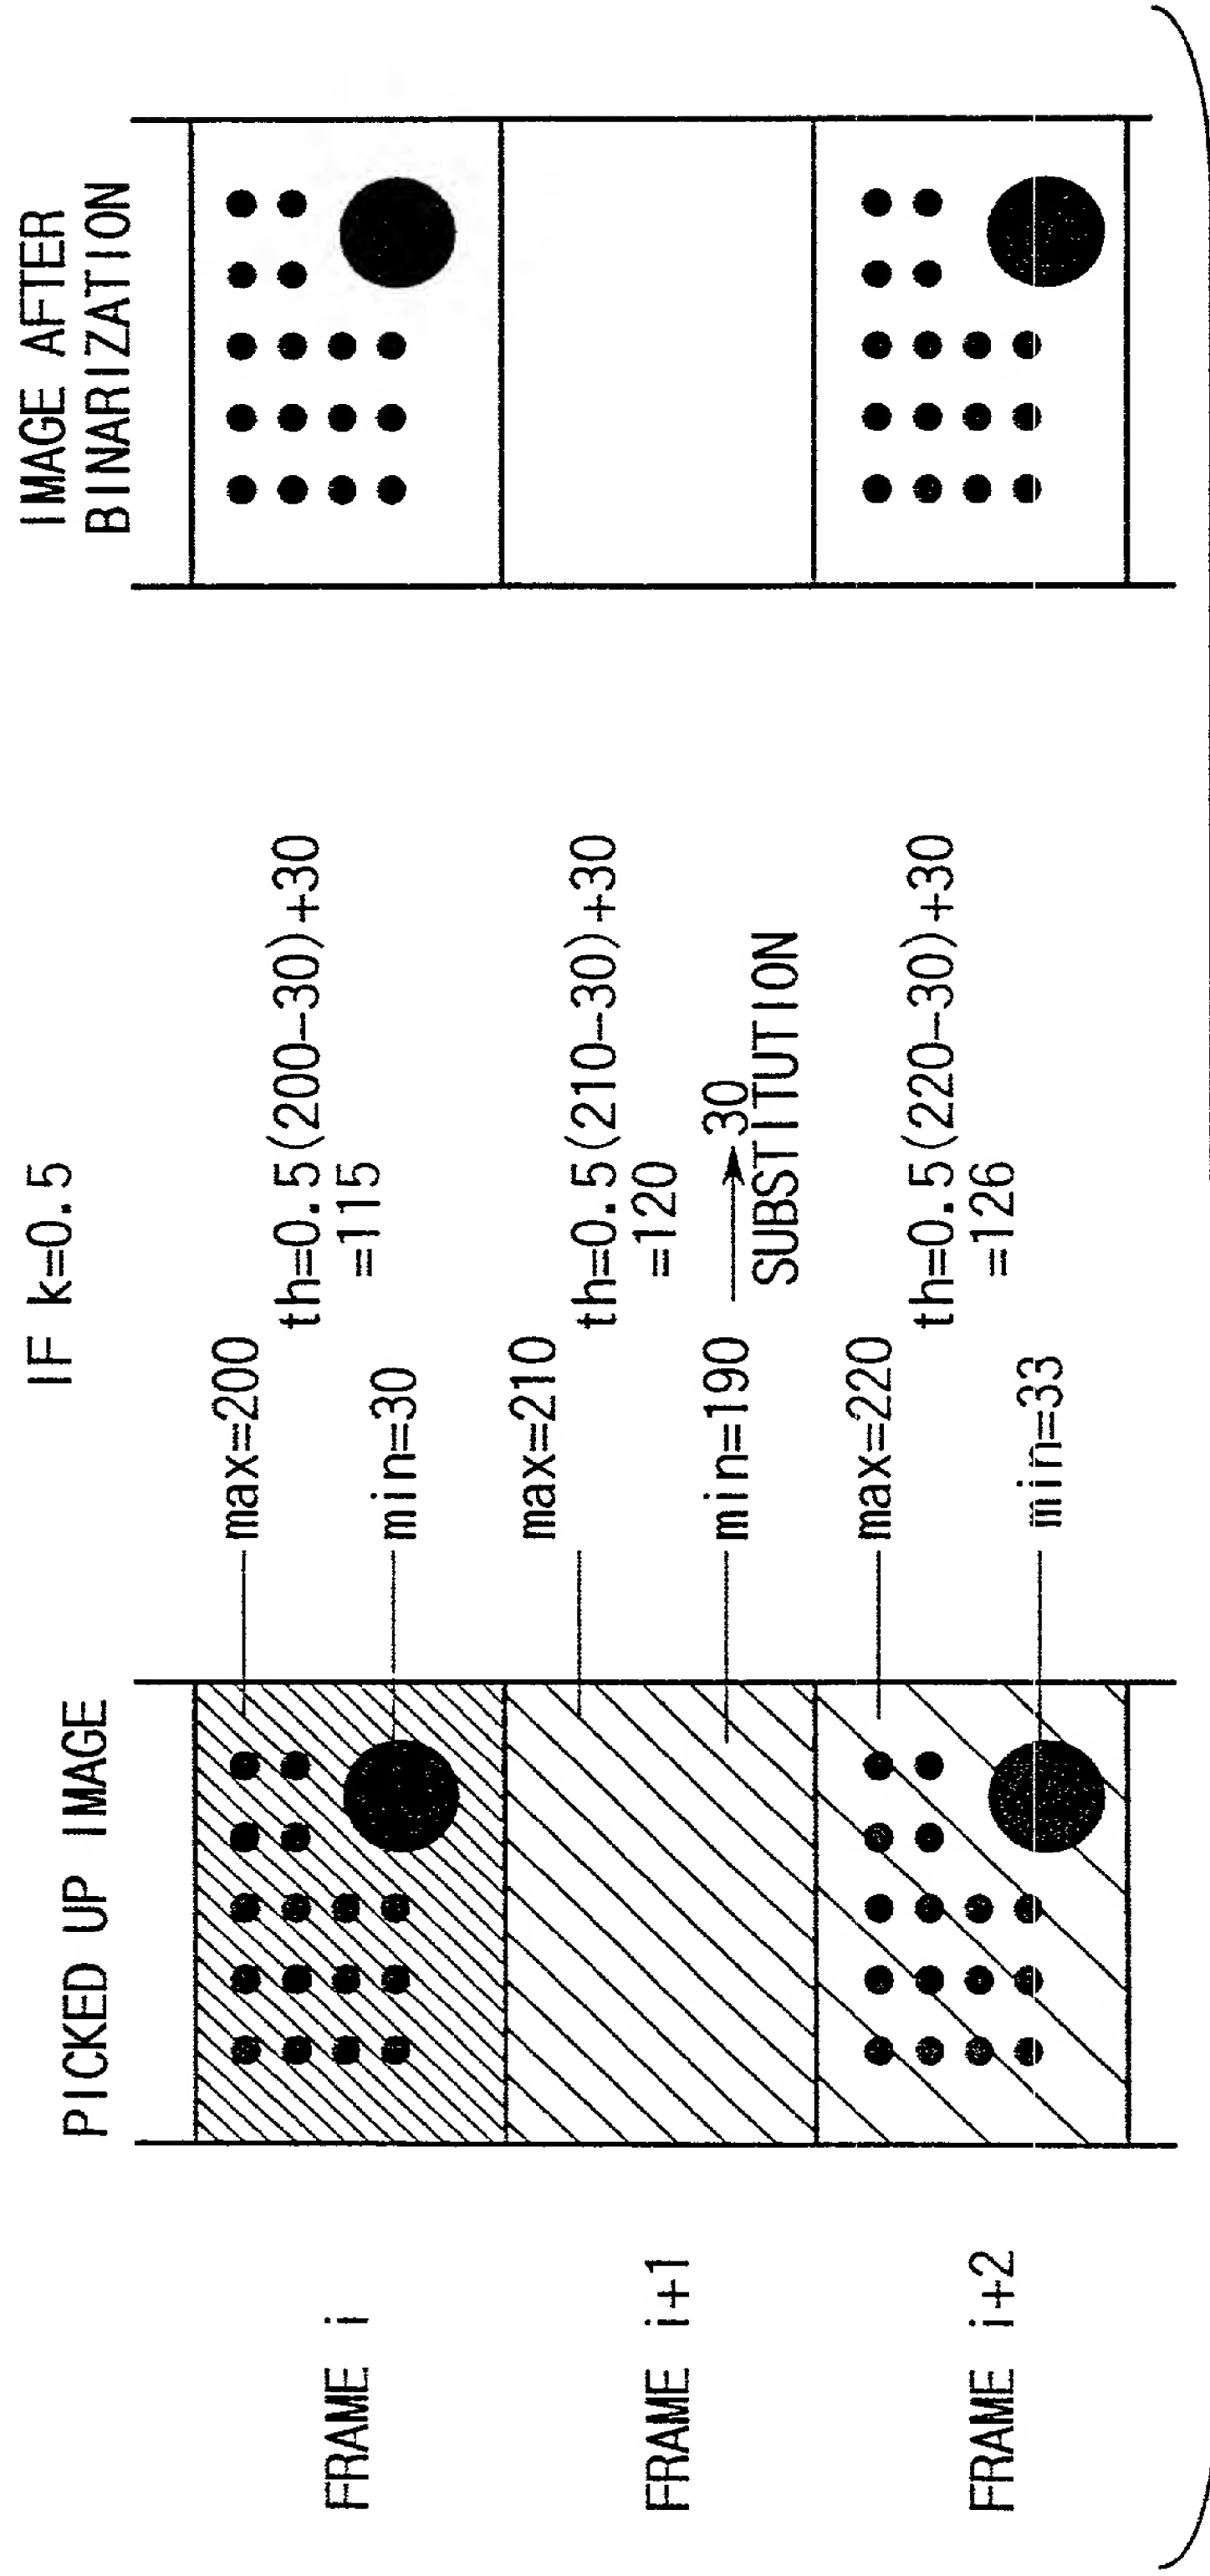 PICKED UP IMAGE
IF k=0.5
IMAGE AFTER
BINARIZATION
FRAME i
max=200
th=0.5(200-30)+30
=115
min=30
FRAME i+1
max=210
th=0.5(210-30)+30
=120
min=190
30
SUBSTITUTION
FRAME i+2
max=220
th=0.5(220-30)+30
=126
min=33